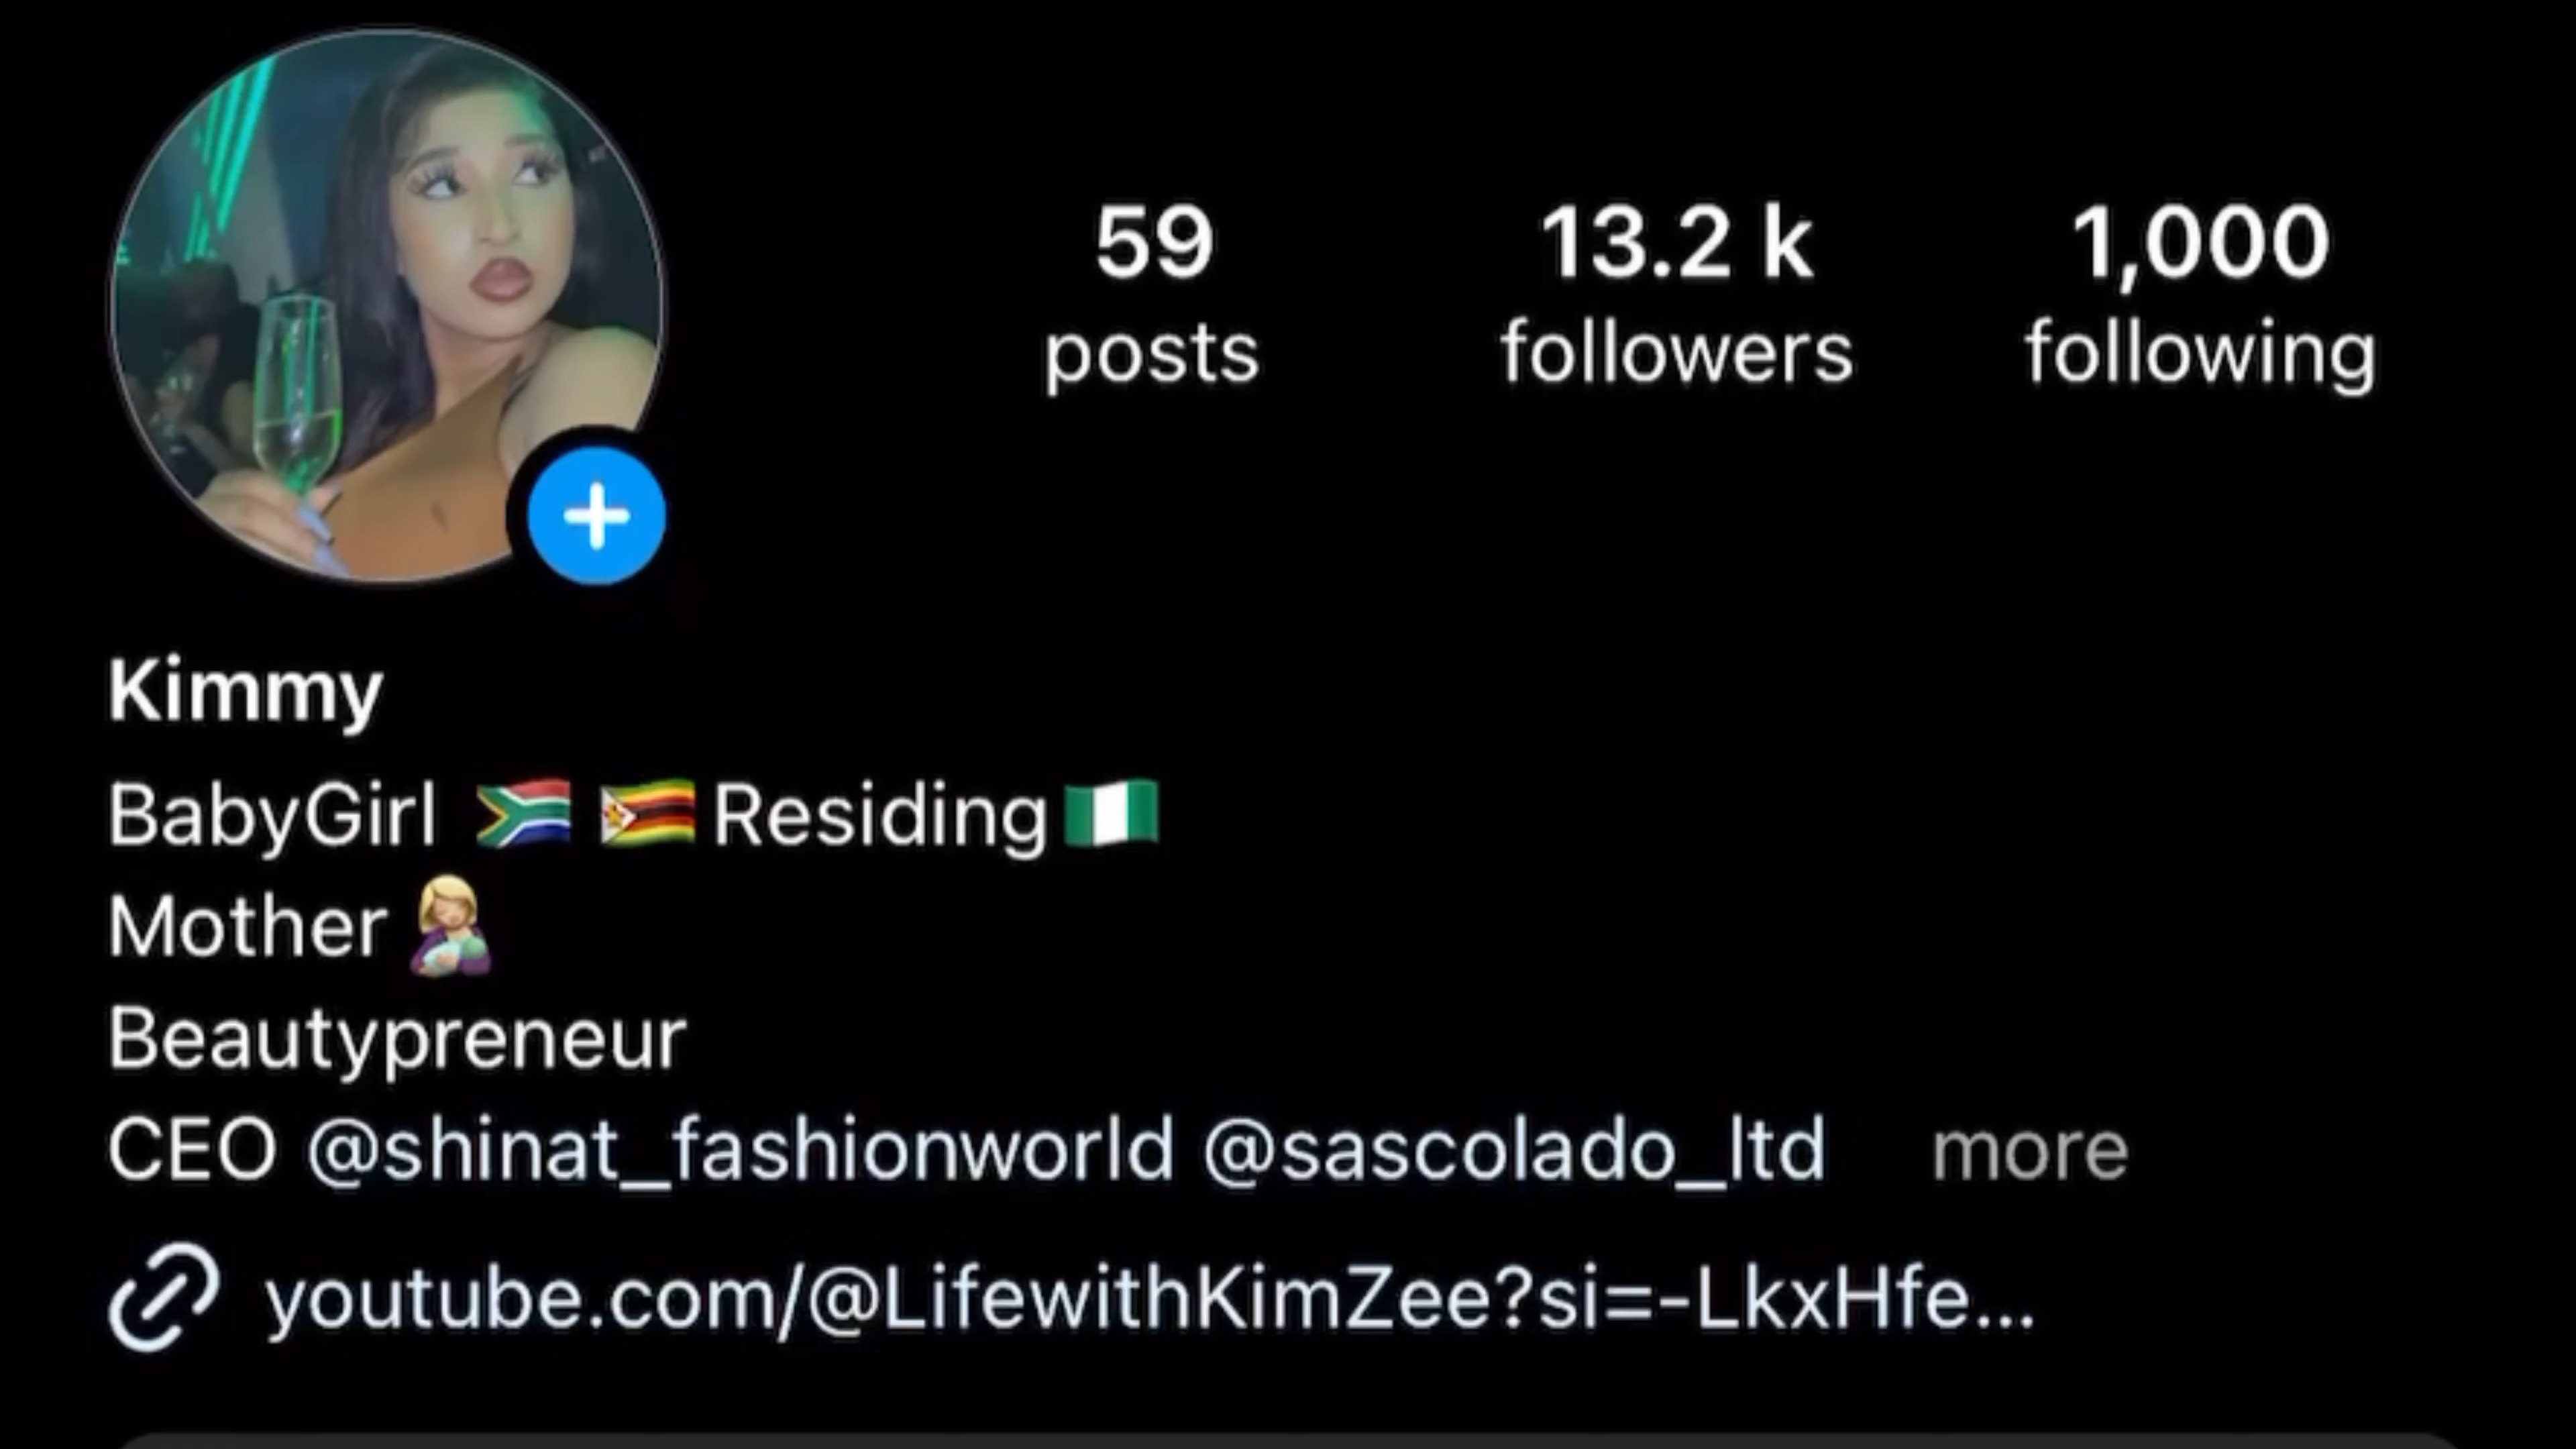 59 13.2 k 1,000
posts followers following
Kimmy
BabyGirl 🇿🇦 🇿🇼 Residing 🇳🇬
Mother 🤱🏼
Beautypreneur
CEO @shinat_fashionworld @sascolado_ltd more
youtube.com/@LifewithKimZee?si=-LkxHfe...